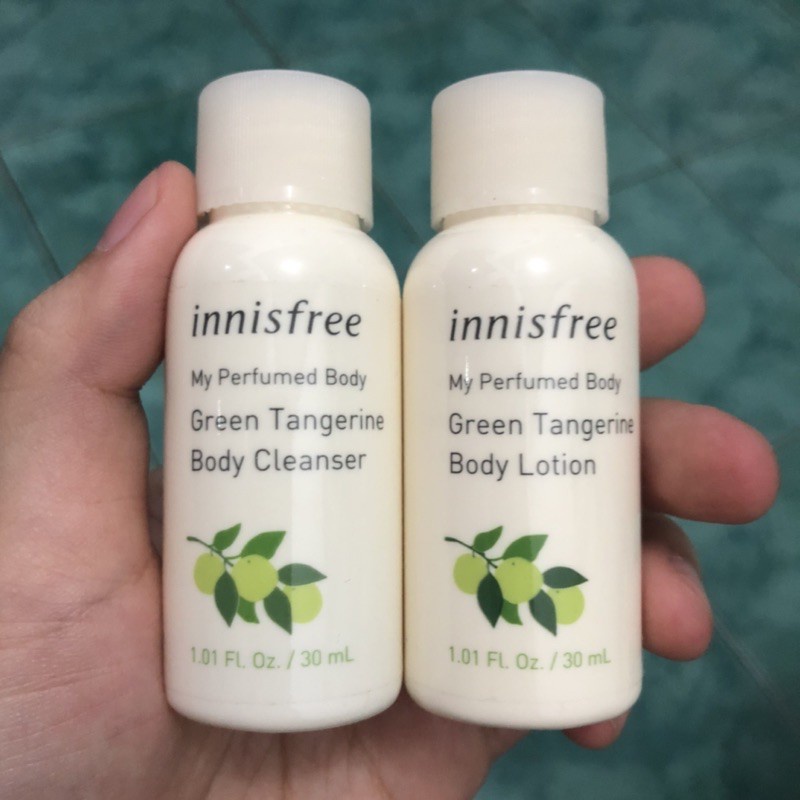 innisfree
My Perfumed Body
Green Tangerine
Body Cleanser
1.01 Fl. Oz. / 30 mL
innisfree
My Perfumed Body
Green Tangerine
Body Lotion
1.01 Fl. Oz. / 30 mL